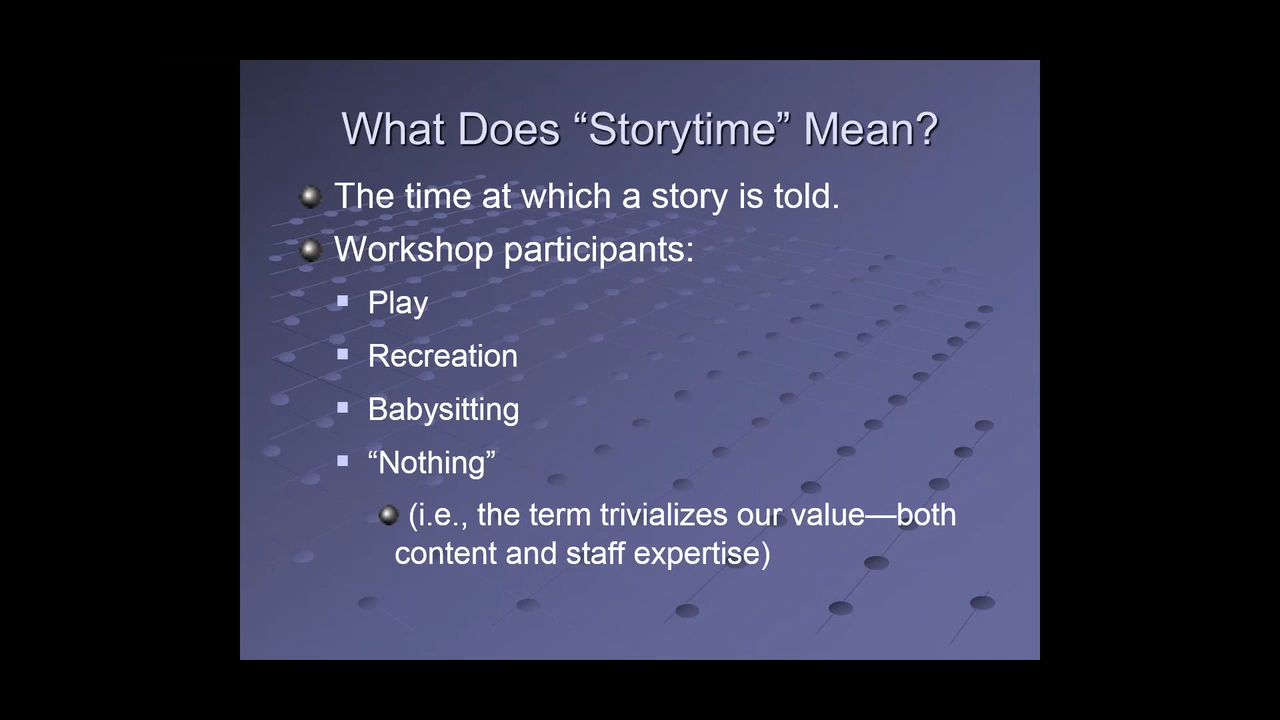 What Does “Storytime” Mean?
The time at which a story is told.
Workshop participants:
Play
Recreation
Babysitting
“Nothing”
(i.e., the term trivializes our value—both
content and staff expertise)